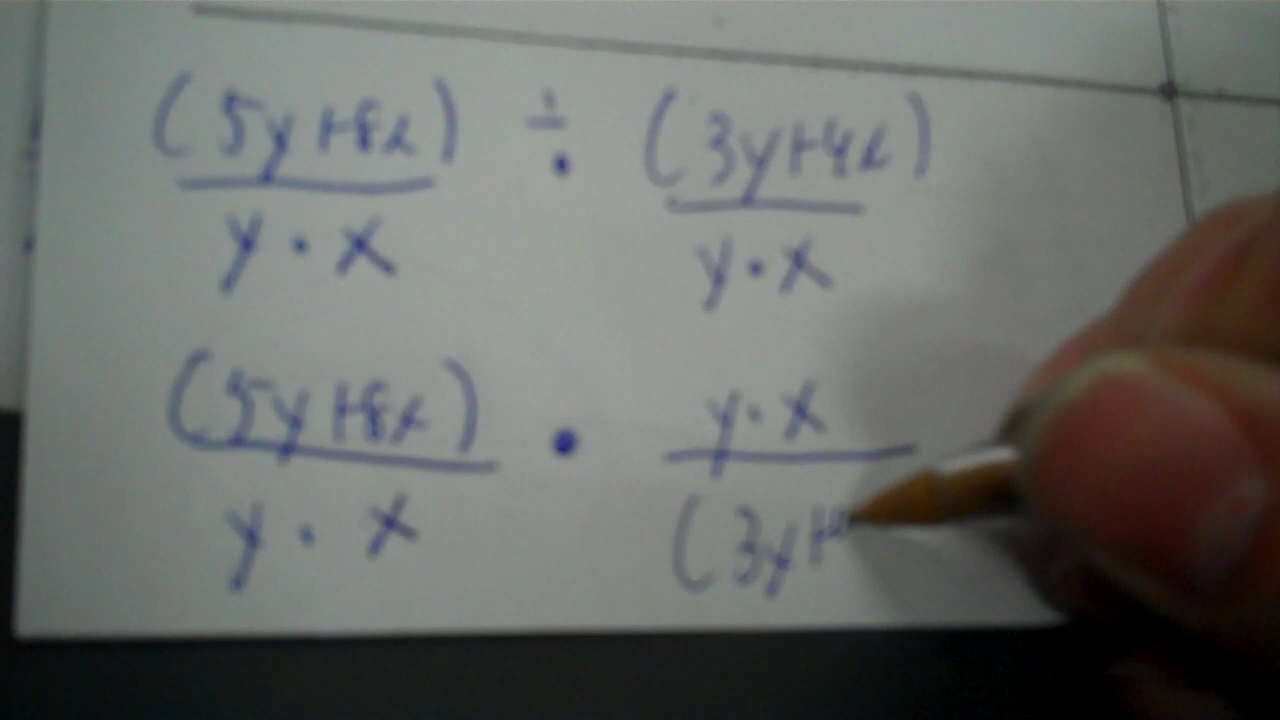 (5y+8x) ÷ (3y+4x)
y · x y · x
(5y+8x) · y · x
y · x (3y+